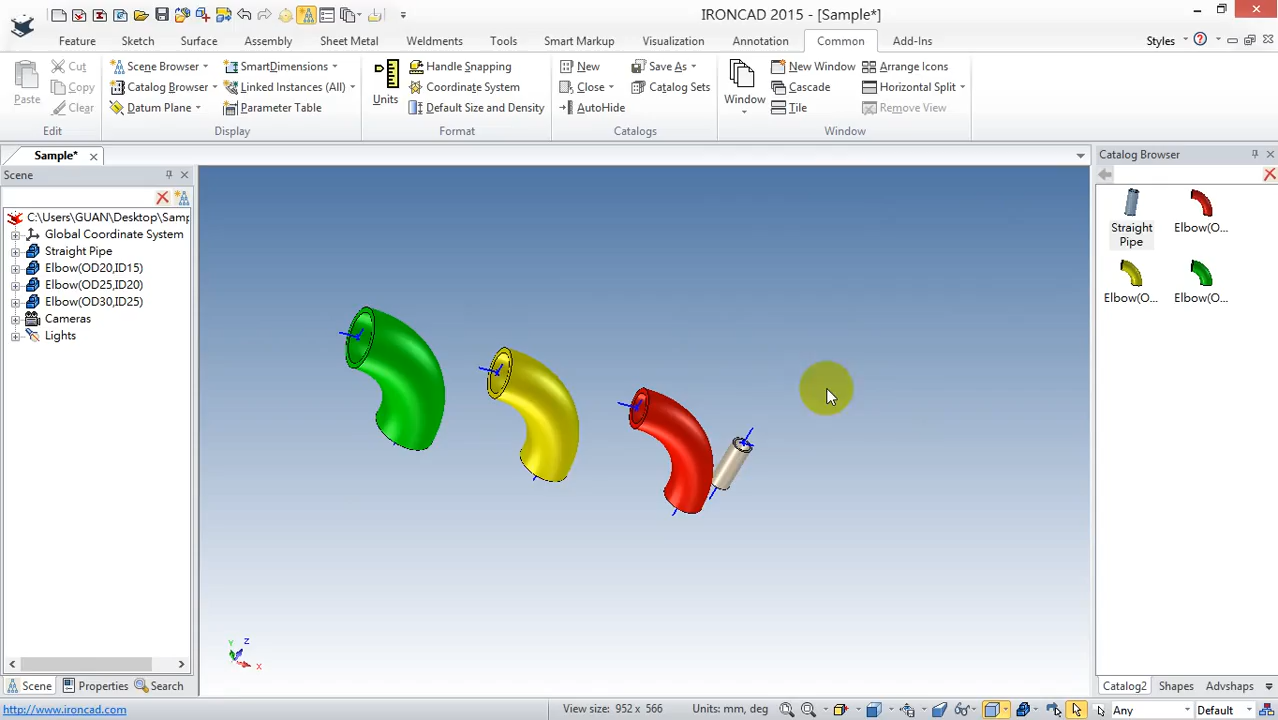 IRONCAD 2015 - [Sample*]
Feature Sketch Surface Assembly Sheet Metal Weldments Tools Smart Markup Visualization Annotation Common Add-Ins Styles
Paste Cut Scene Browser SmartDimensions Units Handle Snapping New Save As Window New Window Arrange Icons
Copy Catalog Browser Linked Instances (All) Coordinate System Close Catalog Sets Cascade Horizontal Split
Clear Datum Plane Parameter Table Default Size and Density AutoHide Tile Remove View
Edit Display Format Catalogs Window
Sample*
Scene
C:\Users\GUAN\Desktop\Samp
Global Coordinate System
Straight Pipe
Elbow(OD20,ID15)
Elbow(OD25,ID20)
Elbow(OD30,ID25)
Cameras
Lights
Catalog Browser
Straight Pipe
Elbow(O...
Elbow(O...
Elbow(O...
Y Z
X
Scene Properties Search
Catalog2 Shapes Advshaps
http://www.ironcad.com View size: 952 x 566 Units: mm, deg Any Default